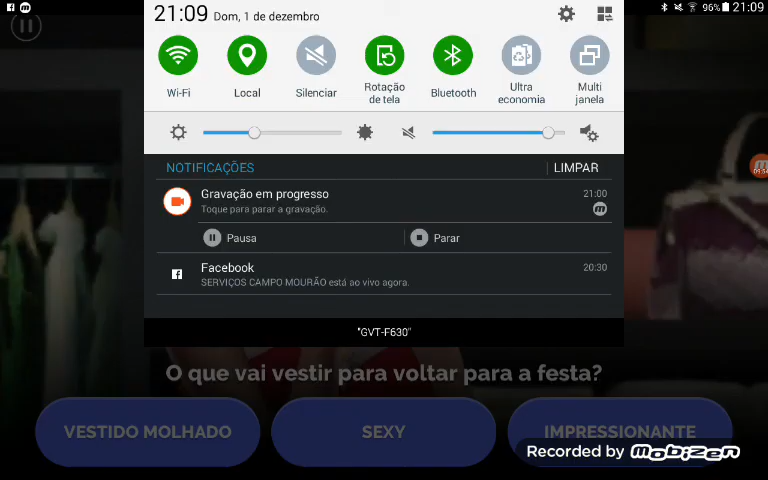 21:09 Dom, 1 de dezembro
96% 21:09
Wi-Fi
Local
Silenciar
Rotação de tela
Bluetooth
Ultra economia
Multi janela
NOTIFICAÇÕES
LIMPAR
09:54
Gravação em progresso 21:00
Toque para parar a gravação.
Pausa
Parar
Facebook 20:30
SERVIÇOS CAMPO MOURÃO está ao vivo agora.
"GVT-F630"
O que vai vestir para voltar para a festa?
VESTIDO MOLHADO
SEXY
IMPRESSIONANTE
Recorded by mobizen